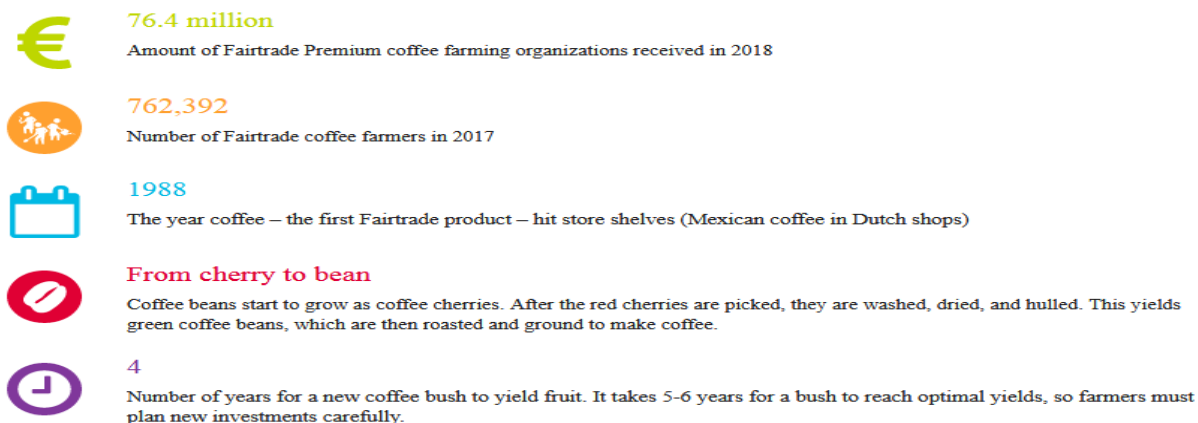 €
76.4 million
Amount of Fairtrade Premium coffee farming organizations received in 2018
762,392
Number of Fairtrade coffee farmers in 2017
1988
The year coffee – the first Fairtrade product – hit store shelves (Mexican coffee in Dutch shops)
From cherry to bean
Coffee beans start to grow as coffee cherries. After the red cherries are picked, they are washed, dried, and hulled. This yields
green coffee beans, which are then roasted and ground to make coffee.
4
Number of years for a new coffee bush to yield fruit. It takes 5-6 years for a bush to reach optimal yields, so farmers must
plan new investments carefully.